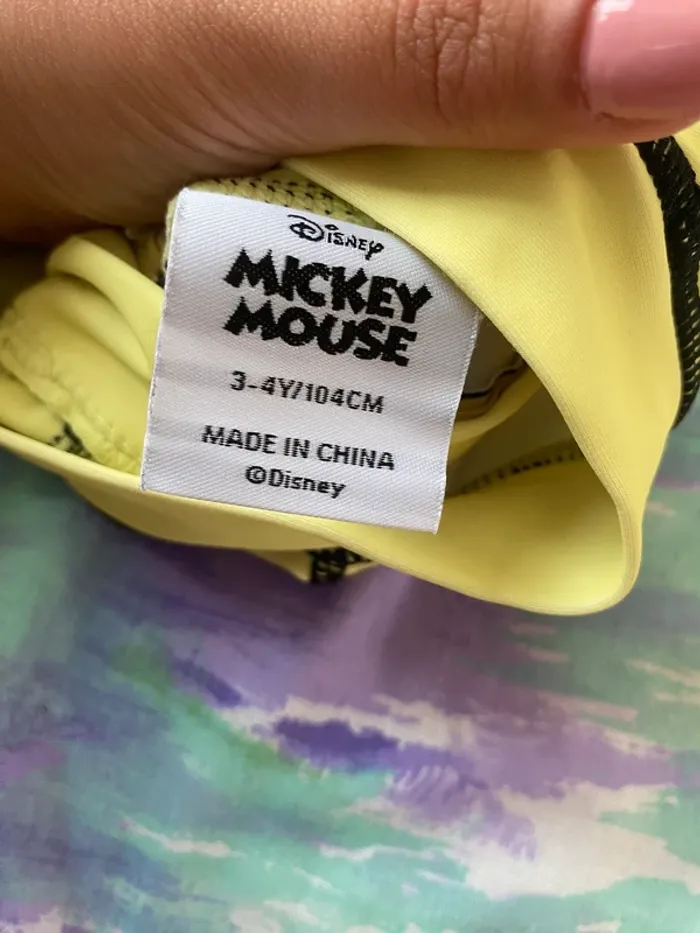 Disney
MICKEY
MOUSE
3-4Y/104CM
MADE IN CHINA
©Disney